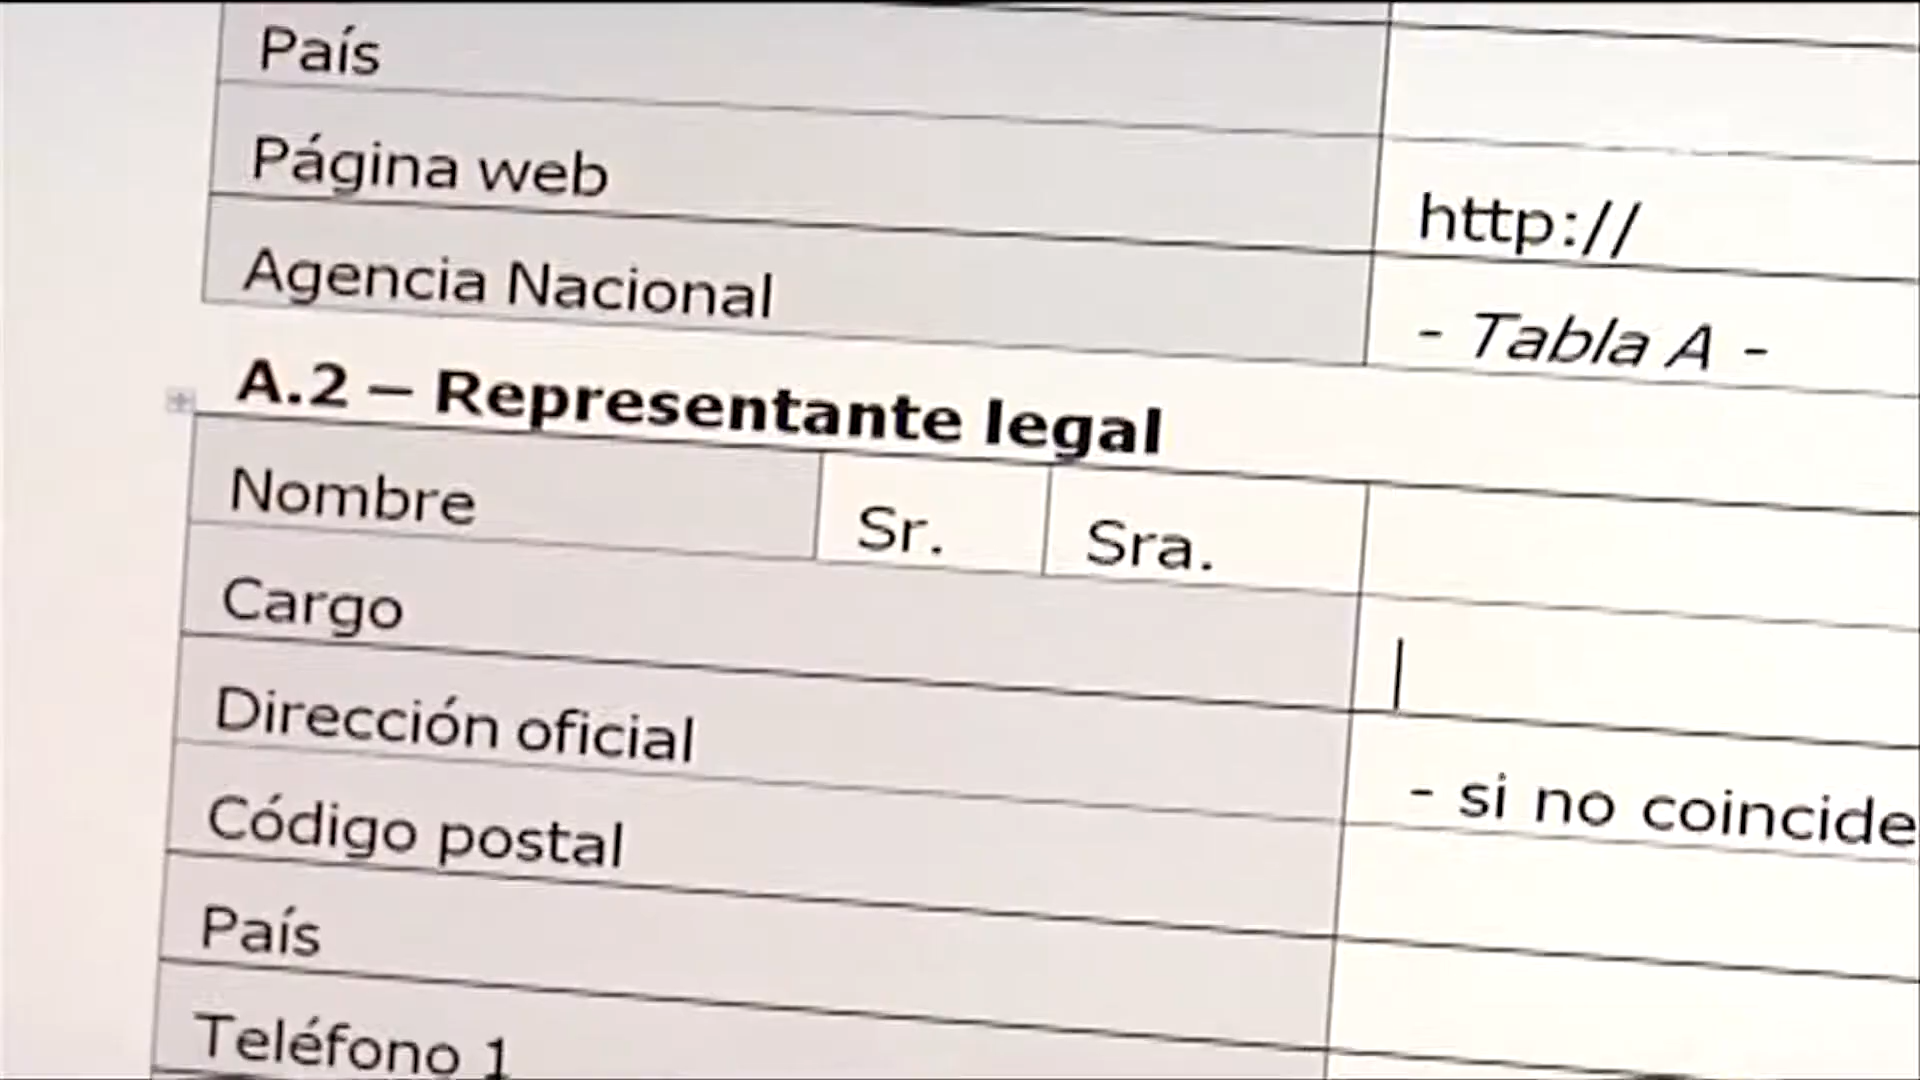 País
Página web http://
Agencia Nacional - Tabla A -
A.2 – Representante legal
Nombre Sr. Sra.
Cargo
Dirección oficial - si no coincide
Código postal
País
Teléfono 1